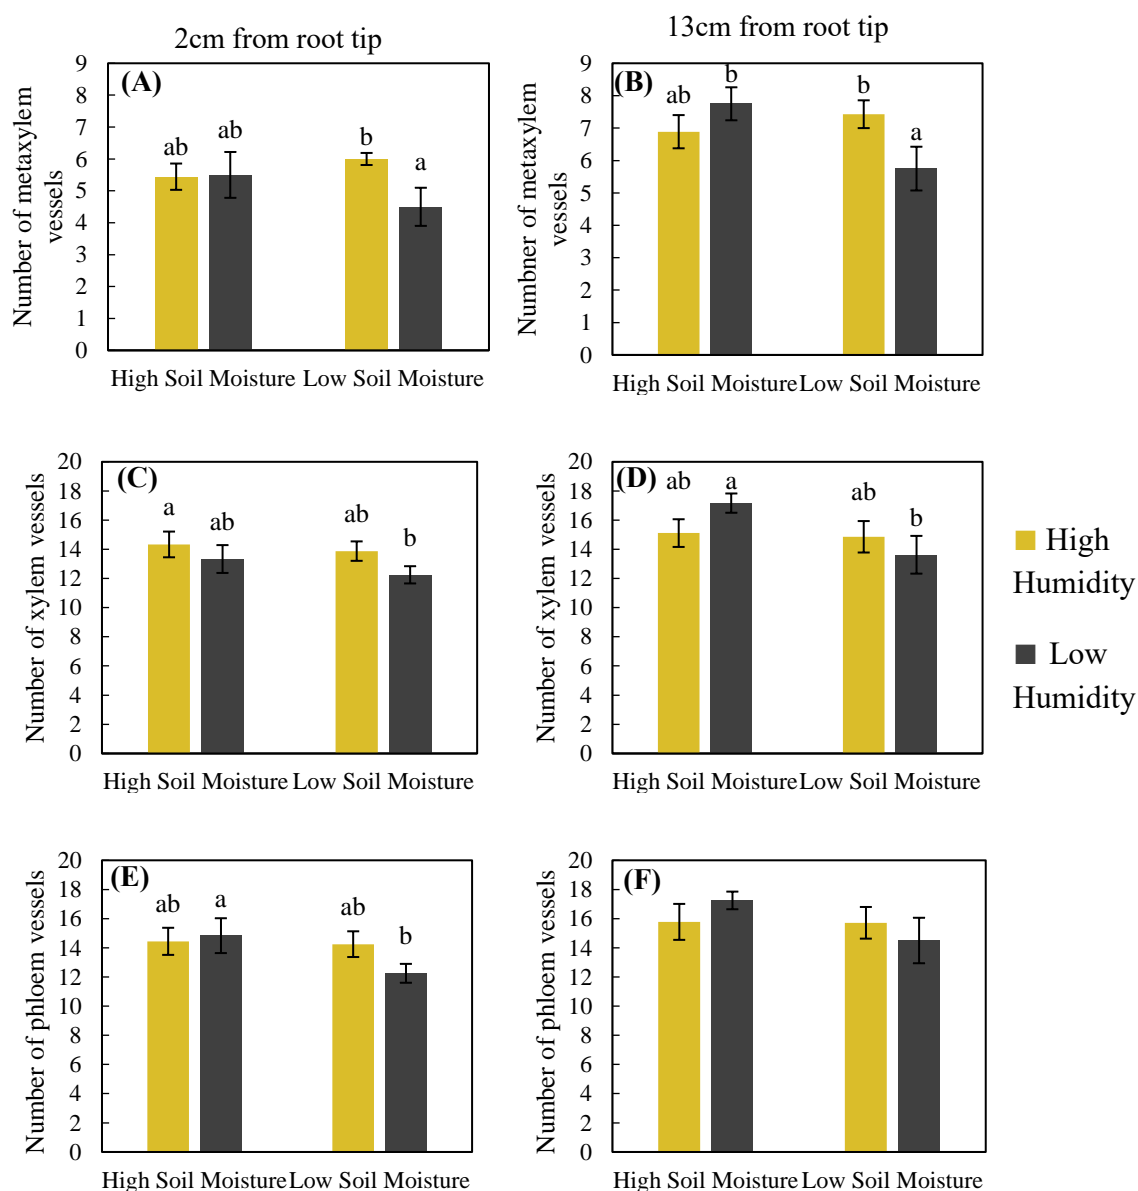 2cm from root tip
13cm from root tip
(A)
Number of metaxylem
vessels
9
8
7
6
5
4
3
2
1
0
ab
ab
b
a
High Soil Moisture Low Soil Moisture
(B)
Numbner of metaxylem
vessels
9
8
7
6
5
4
3
2
1
0
ab
b
b
a
High Soil Moisture Low Soil Moisture
(C)
Number of xylem vessels
20
18
16
14
12
10
8
6
4
2
0
a
ab
ab
b
High Soil Moisture Low Soil Moisture
(D)
Number of xylem vessels
20
18
16
14
12
10
8
6
4
2
0
ab
a
ab
b
High Soil Moisture Low Soil Moisture
High
Humidity
Low
Humidity
(E)
Number of phloem vessels
20
18
16
14
12
10
8
6
4
2
0
ab
a
ab
b
High Soil Moisture Low Soil Moisture
(F)
Number of phloem vessels
20
18
16
14
12
10
8
6
4
2
0
High Soil Moisture Low Soil Moisture